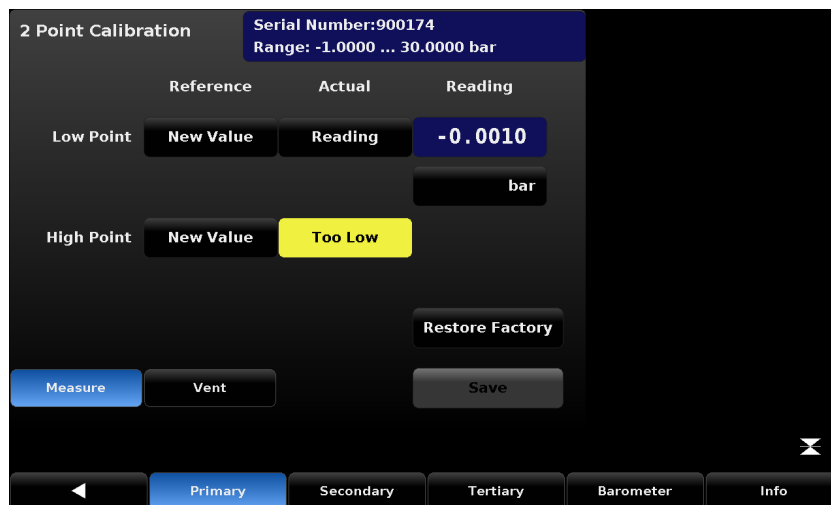 2 Point Calibration
Serial Number:900174
Range: -1.0000 ... 30.0000 bar
Reference Actual Reading
Low Point New Value Reading -0.0010
bar
High Point New Value Too Low
Restore Factory
Measure Vent Save
Primary Secondary Tertiary Barometer Info